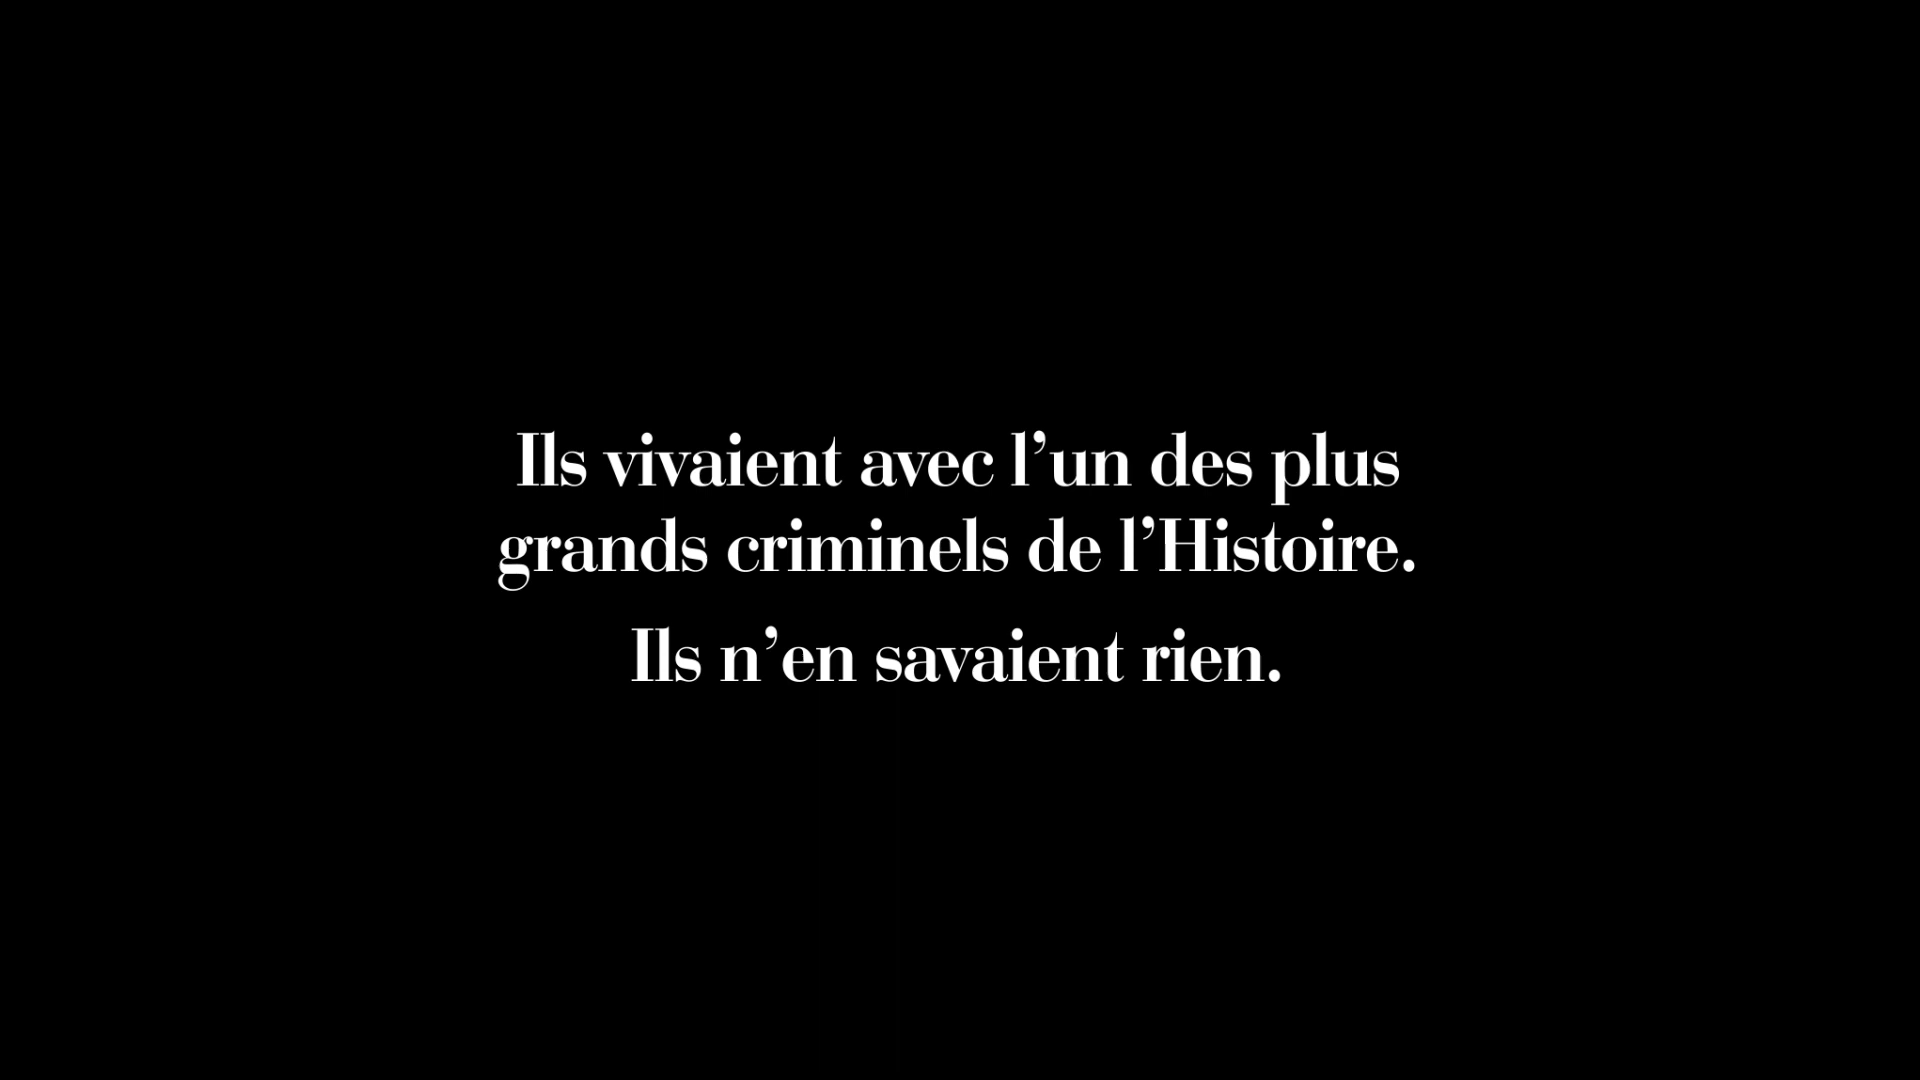 Ils vivaient avec l’un des plus
grands criminels de l’Histoire.
Ils n’en savaient rien.